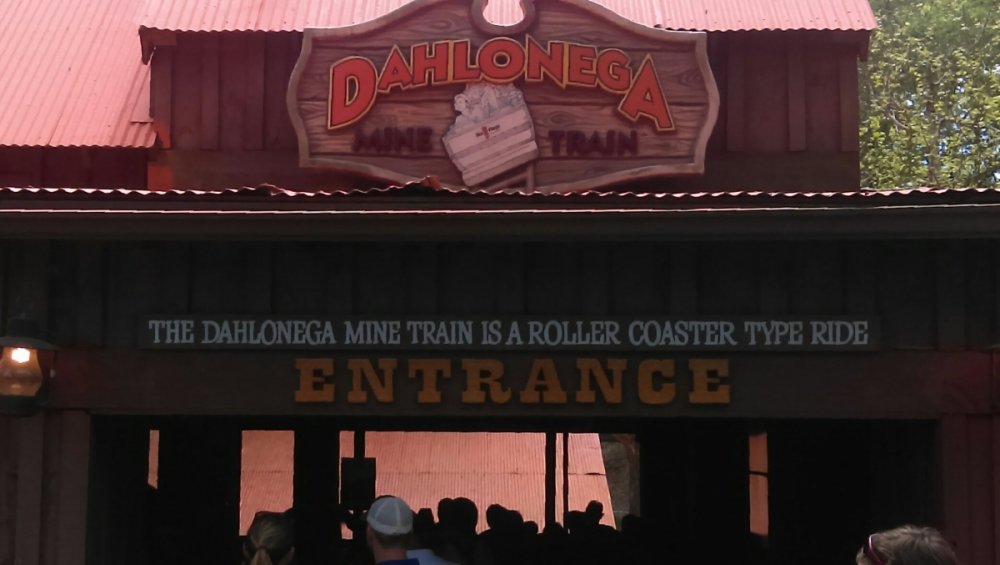 DAHLONEGA
MINE TRAIN
THE DAHLONEGA MINE TRAIN IS A ROLLER COASTER TYPE RIDE
ENTRANCE